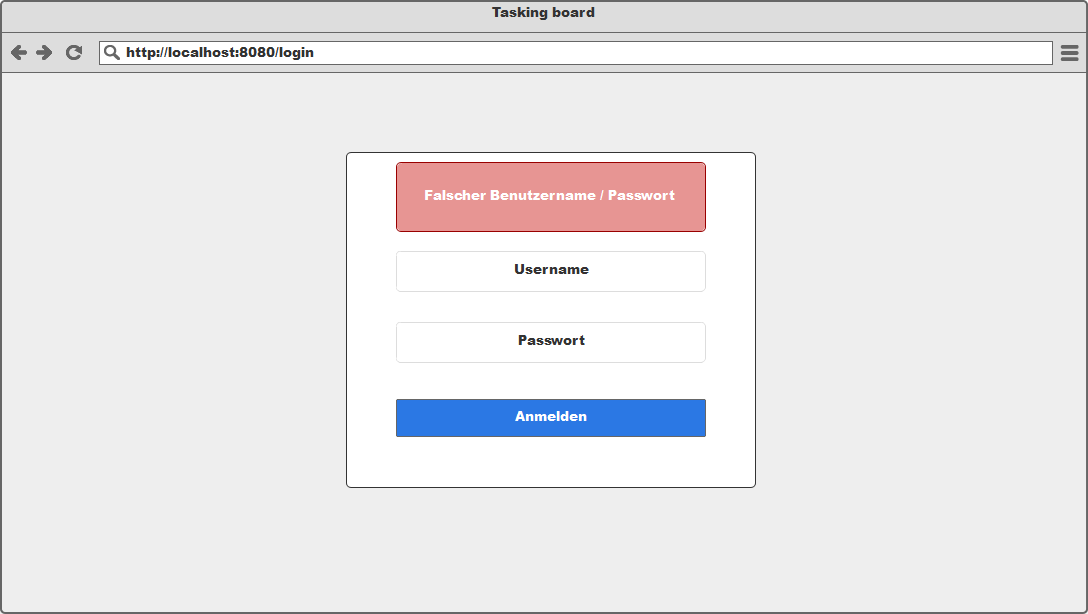 Tasking board
http://localhost:8080/login
Falscher Benutzername / Passwort
Username
Passwort
Anmelden